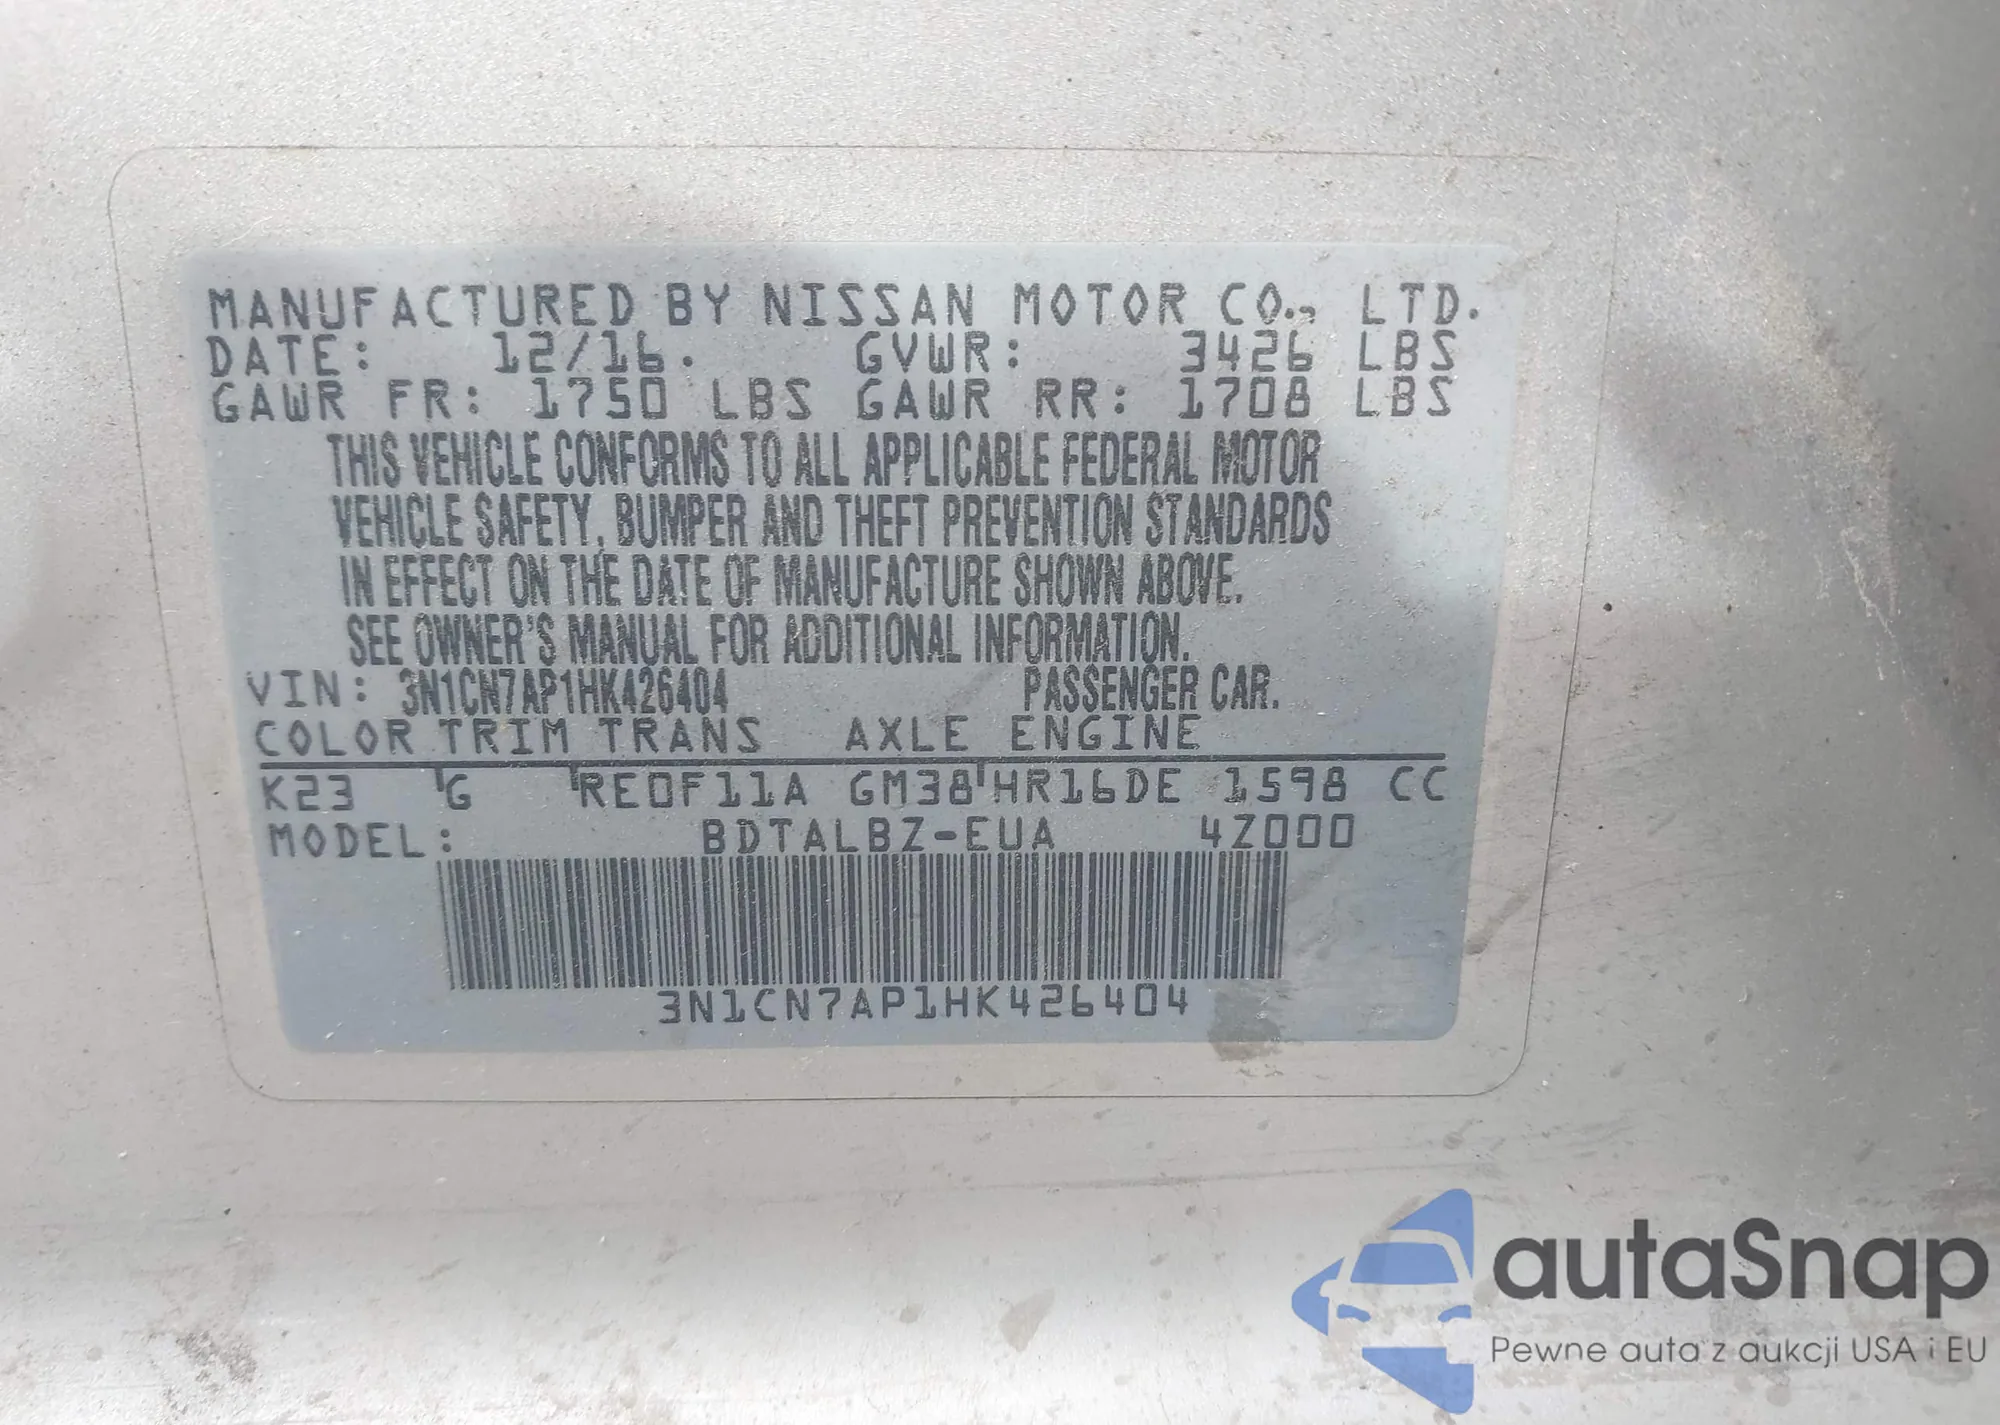 MANUFACTURED BY NISSAN MOTOR CO., LTD.
DATE: 12/16. GVWR: 3426 LBS
GAWR FR: 1750 LBS GAWR RR: 1708 LBS
THIS VEHICLE CONFORMS TO ALL APPLICABLE FEDERAL MOTOR
VEHICLE SAFETY, BUMPER AND THEFT PREVENTION STANDARDS
IN EFFECT ON THE DATE OF MANUFACTURE SHOWN ABOVE.
SEE OWNER'S MANUAL FOR ADDITIONAL INFORMATION.
VIN: 3N1CN7AP1HK426404 PASSENGER CAR.
COLOR TRIM TRANS AXLE ENGINE
K23 G RE0F11A GM38 HR16DE 1598 CC
MODEL: BDTALBZ-EUA 4Z000
3N1CN7AP1HK426404
autaSnap
Pewne auta z aukcji USA i EU